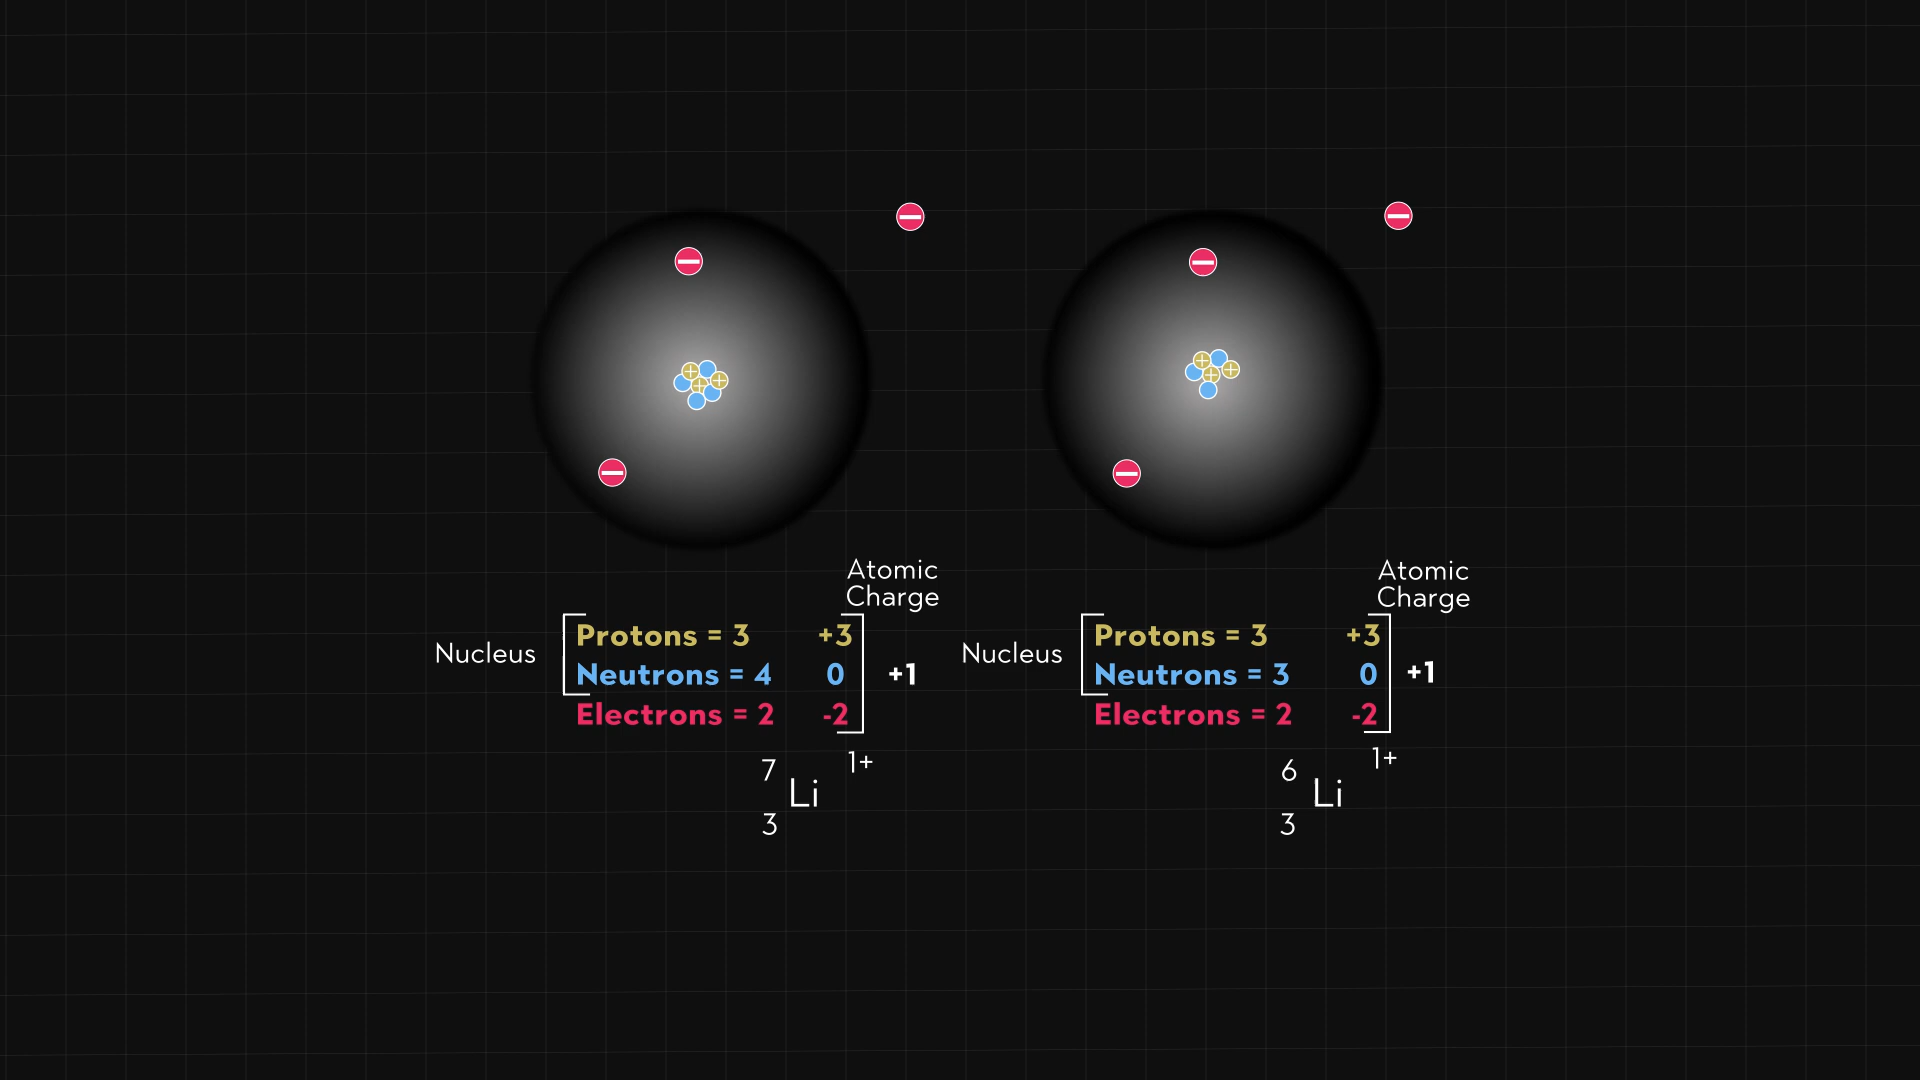 Atomic
Charge
Nucleus
Protons = 3 +3
Neutrons = 4 0
Electrons = 2 -2
+1
7 Li 1+
3
Atomic
Charge
Nucleus
Protons = 3 +3
Neutrons = 3 0
Electrons = 2 -2
+1
6 Li 1+
3